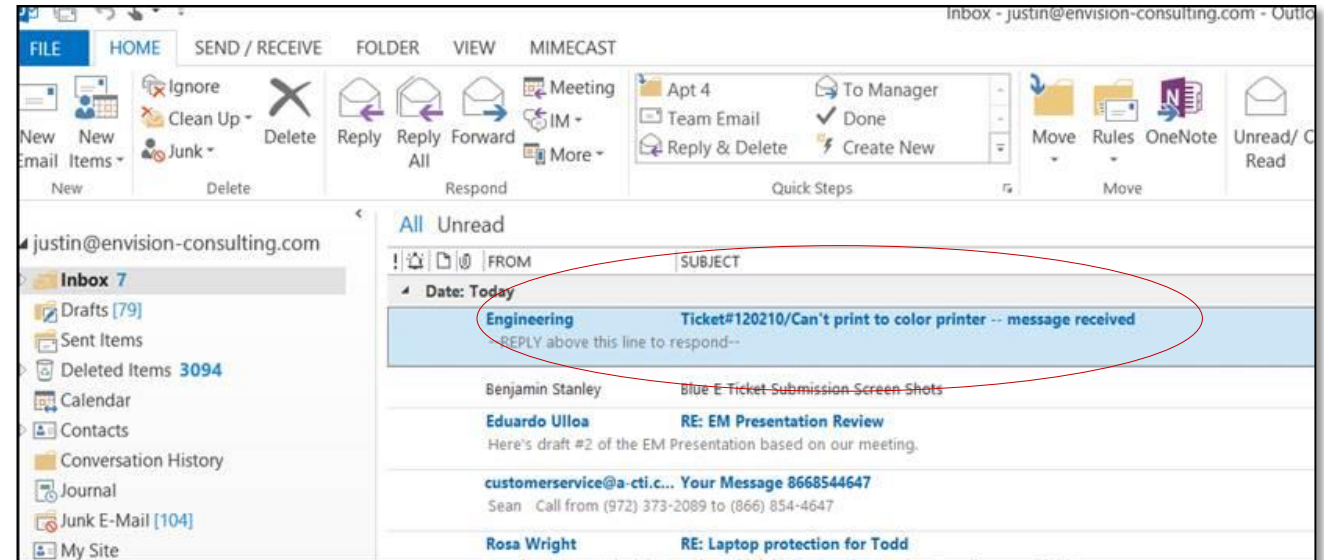 Inbox - justin@envision-consulting.com - Outlo
FILE HOME SEND / RECEIVE FOLDER VIEW MIMECAST
New Email
New Items
Ignore
Clean Up
Junk
Delete
Reply
Reply All
Forward
Meeting
IM
More
Apt 4
Team Email
Reply & Delete
To Manager
Done
Create New
Move
Rules
OneNote
Unread/
Read
C
New Delete Respond Quick Steps Move
justin@envision-consulting.com
Inbox 7
Drafts [79]
Sent Items
Deleted Items 3094
Calendar
Contacts
Conversation History
Journal
Junk E-Mail [104]
My Site
All Unread
! FROM SUBJECT
Date: Today
Engineering Ticket#120210/Can't print to color printer -- message received
--REPLY above this line to respond--
Benjamin Stanley Blue E Ticket Submission Screen Shots
Eduardo Ulloa RE: EM Presentation Review
Here's draft #2 of the EM Presentation based on our meeting.
customerservice@a-cti.c... Your Message 8668544647
Sean Call from (972) 373-2089 to (866) 854-4647
Rosa Wright RE: Laptop protection for Todd